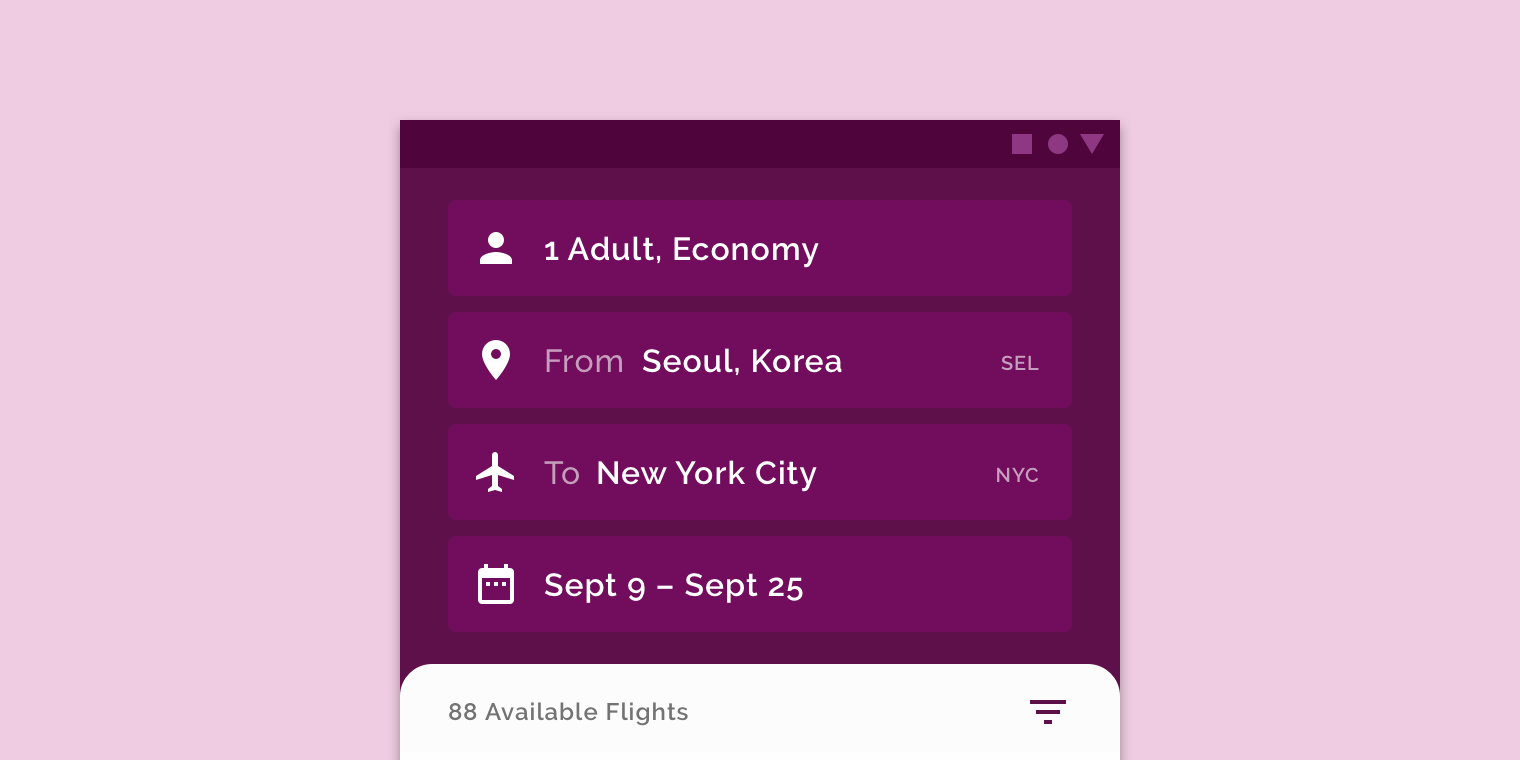 1 Adult, Economy
From Seoul, Korea SEL
To New York City NYC
Sept 9 – Sept 25
88 Available Flights